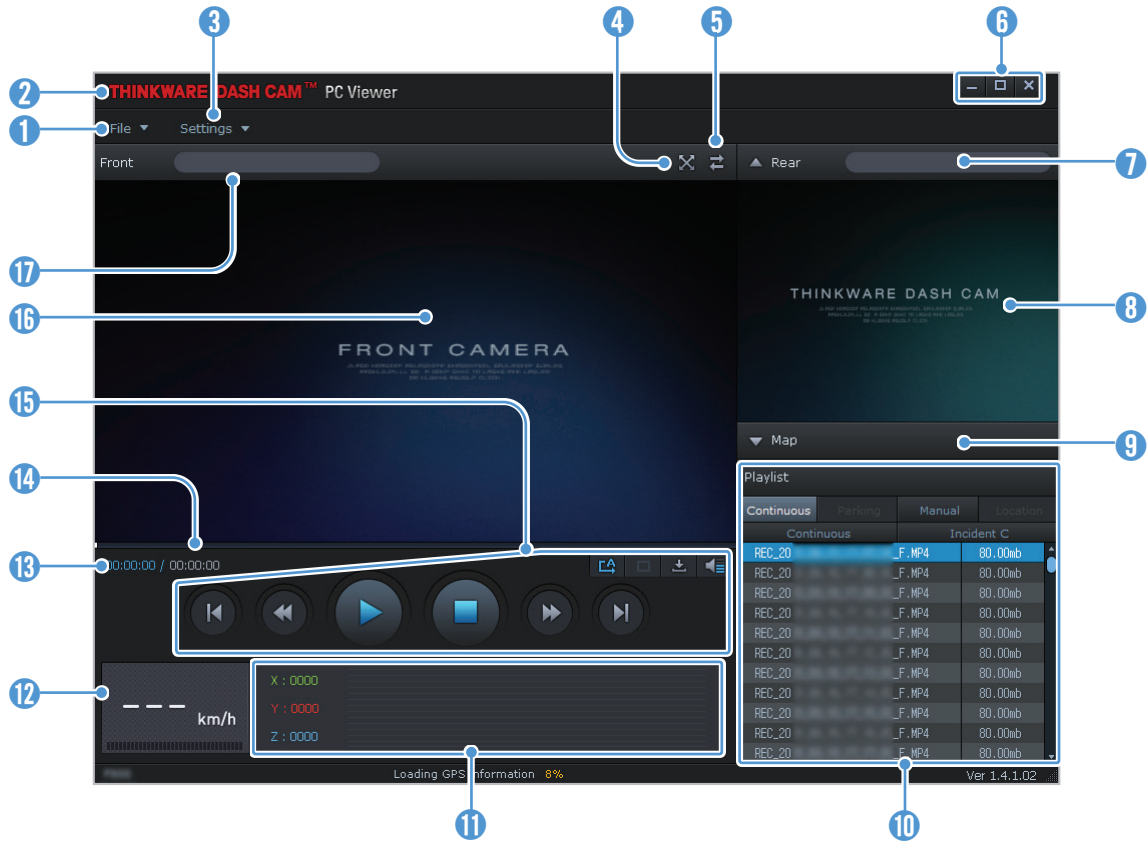 3
4
5
6
2
THINKWARE DASH CAM™ PC Viewer
1
File
Settings
Front
Rear
7
17
16
FRONT CAMERA
THINKWARE DASH CAM
8
15
Map
9
14
Playlist
Continuous
Parking
Manual
Location
Continuous
Incident C
13
00:00:00 / 00:00:00
REC_20 _F.MP4 80.00mb
REC_20 _F.MP4 80.00mb
REC_20 _F.MP4 80.00mb
REC_20 _F.MP4 80.00mb
REC_20 _F.MP4 80.00mb
REC_20 _F.MP4 80.00mb
REC_20 _F.MP4 80.00mb
REC_20 _F.MP4 80.00mb
REC_20 _F.MP4 80.00mb
REC_20 _F.MP4 80.00mb
REC_20 _F.MP4 80.00mb
12
--- km/h
X : 0000
Y : 0000
Z : 0000
Loading GPS Information 8%
Ver 1.4.1.02
11
10